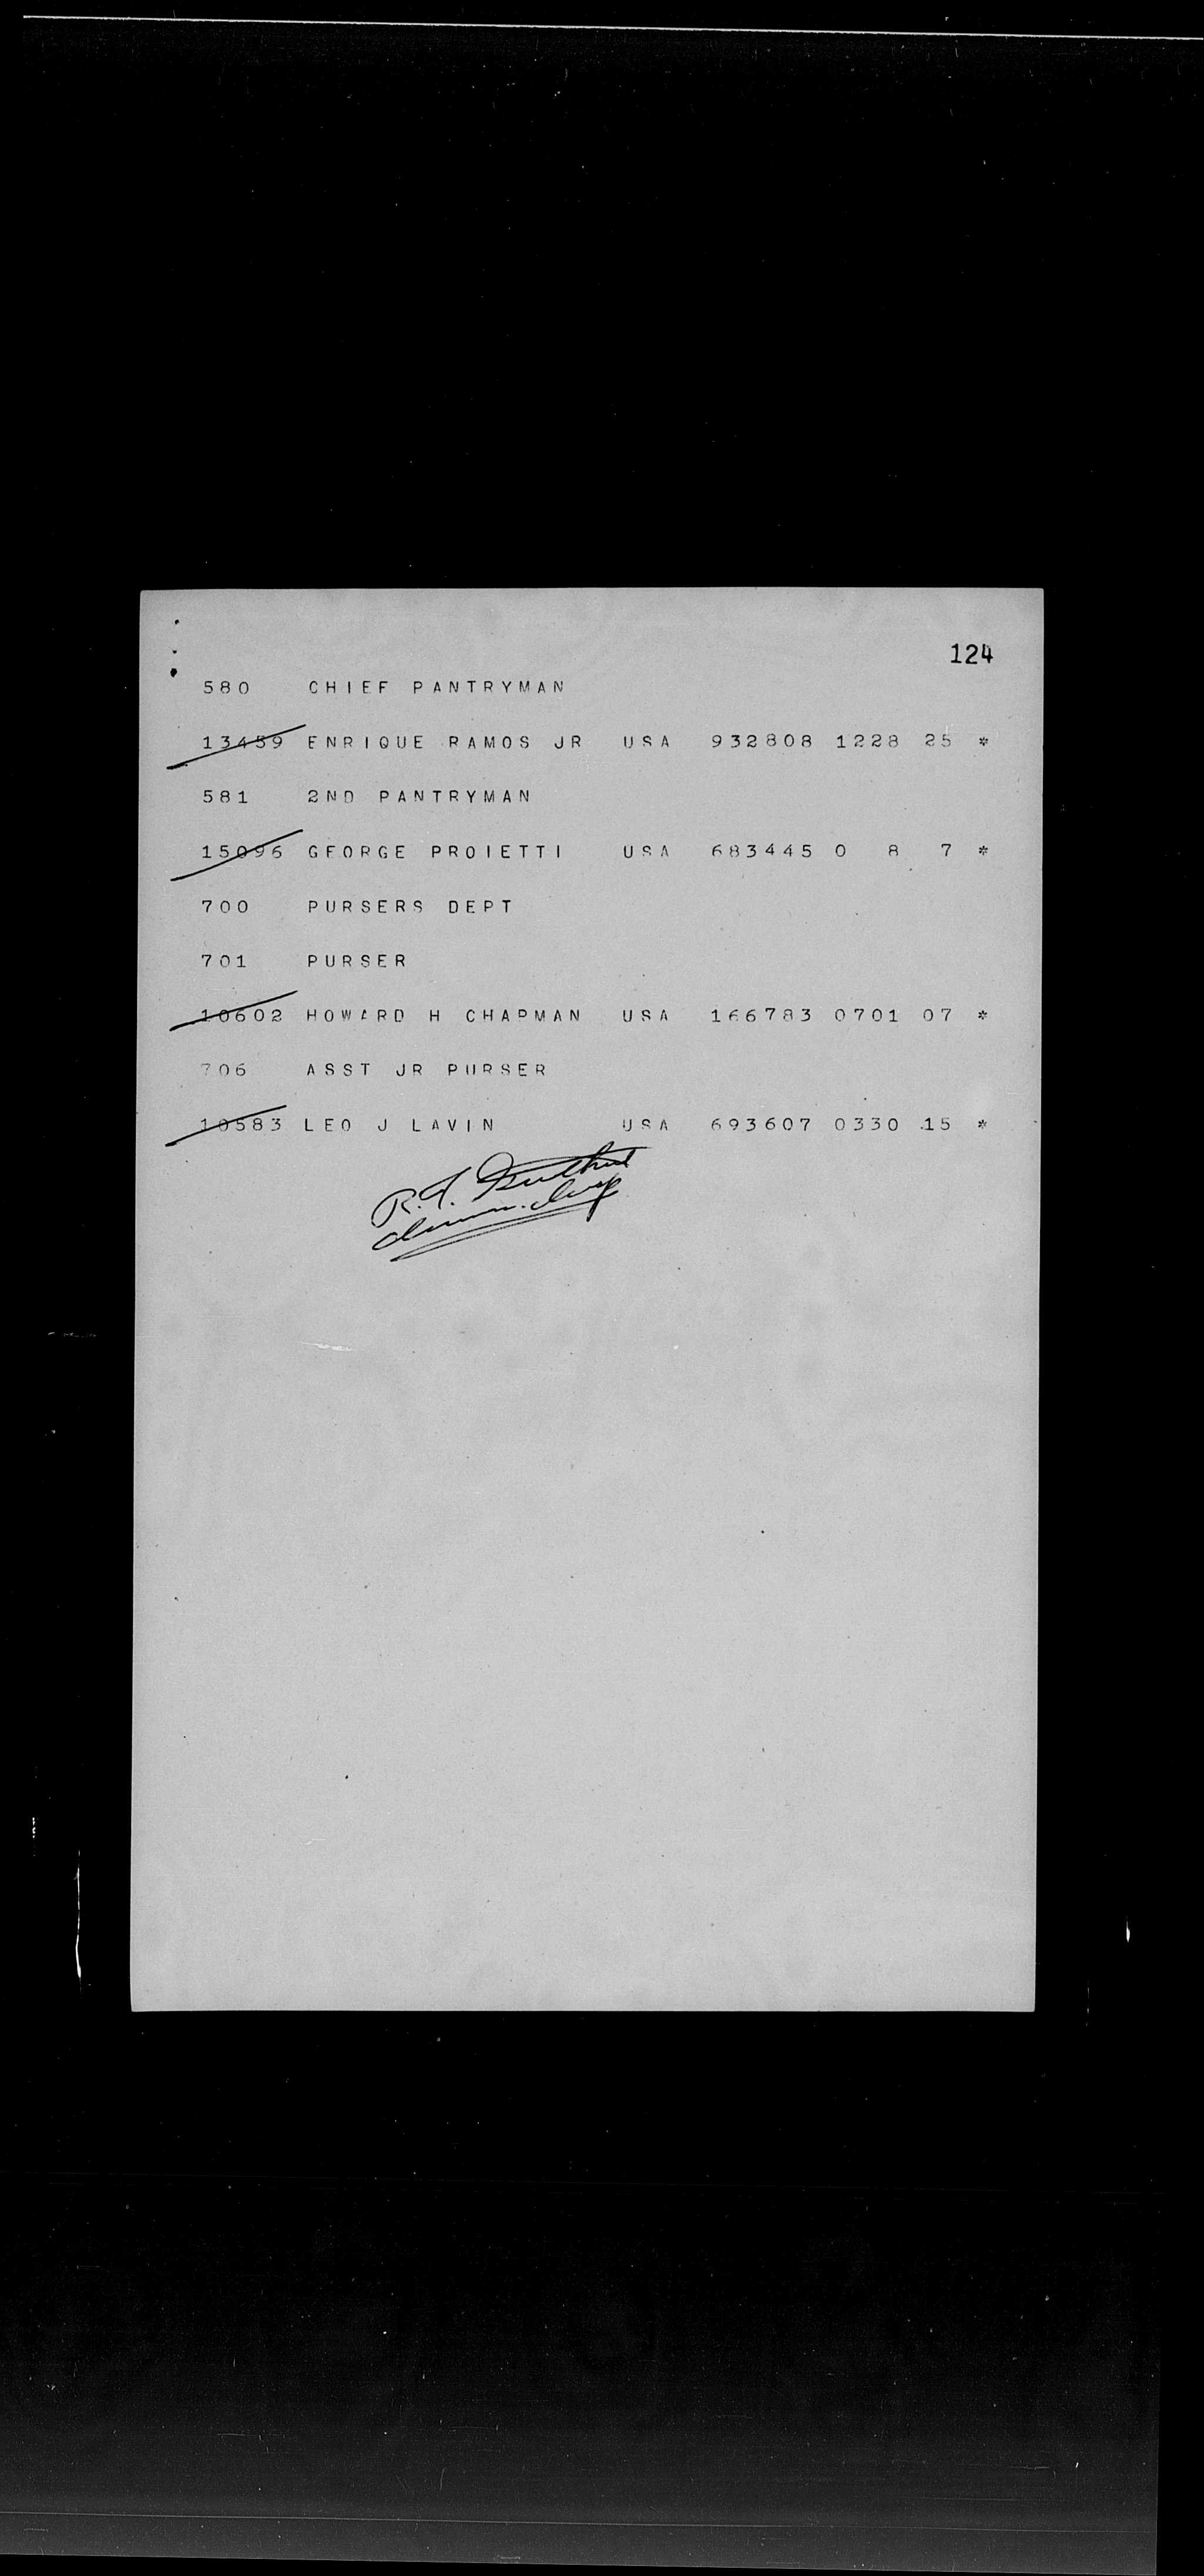 124
580 CHIEF PANTRYMAN
13459 ENRIQUE RAMOS JR USA 932808 1228 25 *
581 2ND PANTRYMAN
15096 GEORGE PROIETTI USA 683445 0 8 7 *
700 PURSERS DEPT
701 PURSER
10602 HOWARD H CHAPMAN USA 166783 0701 07 *
706 ASST JR PURSER
10583 LEO J LAVIN USA 693607 0330 15 *
R.